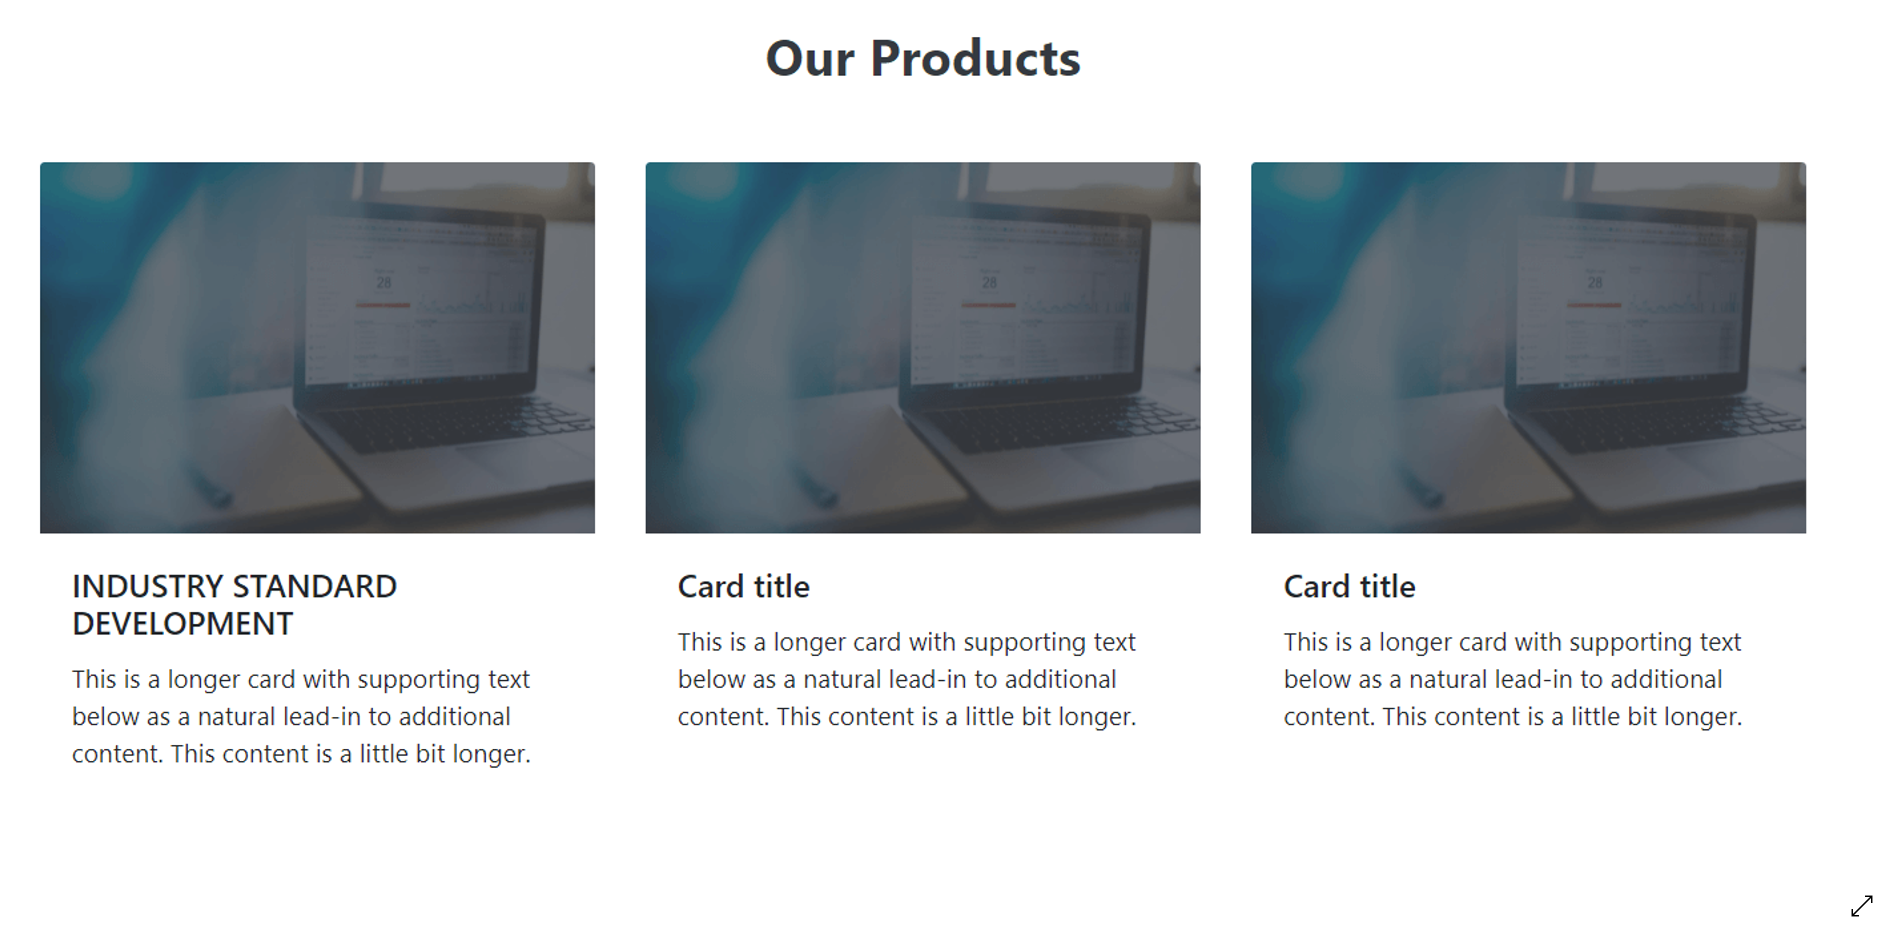 Our Products
28
28
28
INDUSTRY STANDARD
DEVELOPMENT
This is a longer card with supporting text
below as a natural lead-in to additional
content. This content is a little bit longer.
Card title
This is a longer card with supporting text
below as a natural lead-in to additional
content. This content is a little bit longer.
Card title
This is a longer card with supporting text
below as a natural lead-in to additional
content. This content is a little bit longer.